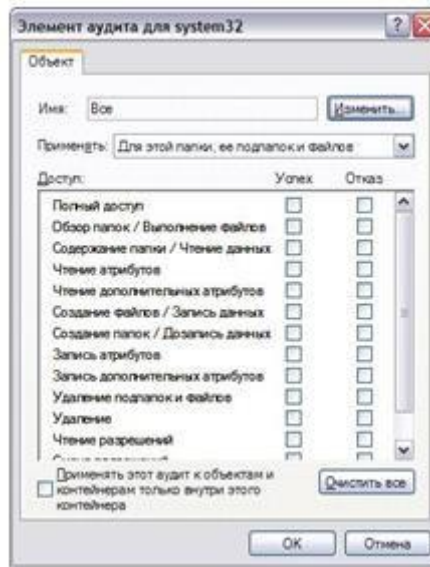 Элемент аудита для system32
Объект
Имя: Все Изменить...
Применять: Для этой папки, ее подпапок и файлов
Доступ: Успех Отказ
Полный доступ
Обзор папок / Выполнение файлов
Содержание папки / Чтение данных
Чтение атрибутов
Чтение дополнительных атрибутов
Создание файлов / Запись данных
Создание папок / Дозапись данных
Запись атрибутов
Запись дополнительных атрибутов
Удаление подпапок и файлов
Удаление
Чтение разрешений
Применять этот аудит к объектам и
контейнерам только внутри этого
контейнера
Очистить все
ОК Отмена